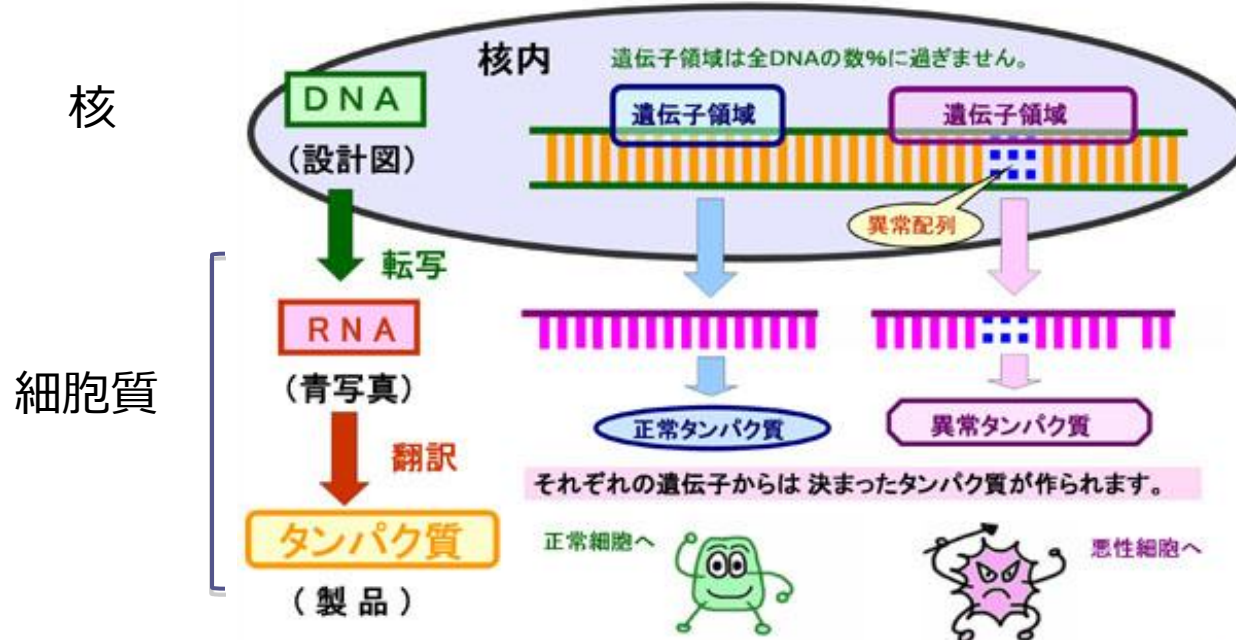 核
細胞質
核内
遺伝子領域は全DNAの数%に過ぎません。
DNA
(設計図)
遺伝子領域
遺伝子領域
異常配列
転写
RNA
(青写真)
翻訳
タンパク質
(製品)
正常タンパク質
異常タンパク質
それぞれの遺伝子からは 決まったタンパク質が作られます。
正常細胞へ
悪性細胞へ